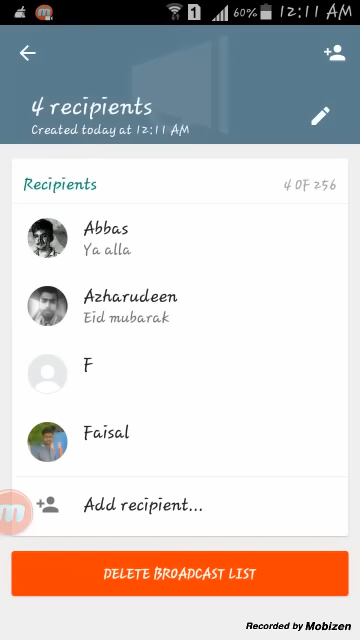 1 60% 12:11 AM
4 recipients
Created today at 12:11 AM
Recipients 4 OF 256
Abbas
Ya alla
Azharudeen
Eid mubarak
F
Faisal
Add recipient...
DELETE BROADCAST LIST
Recorded by Mobizen